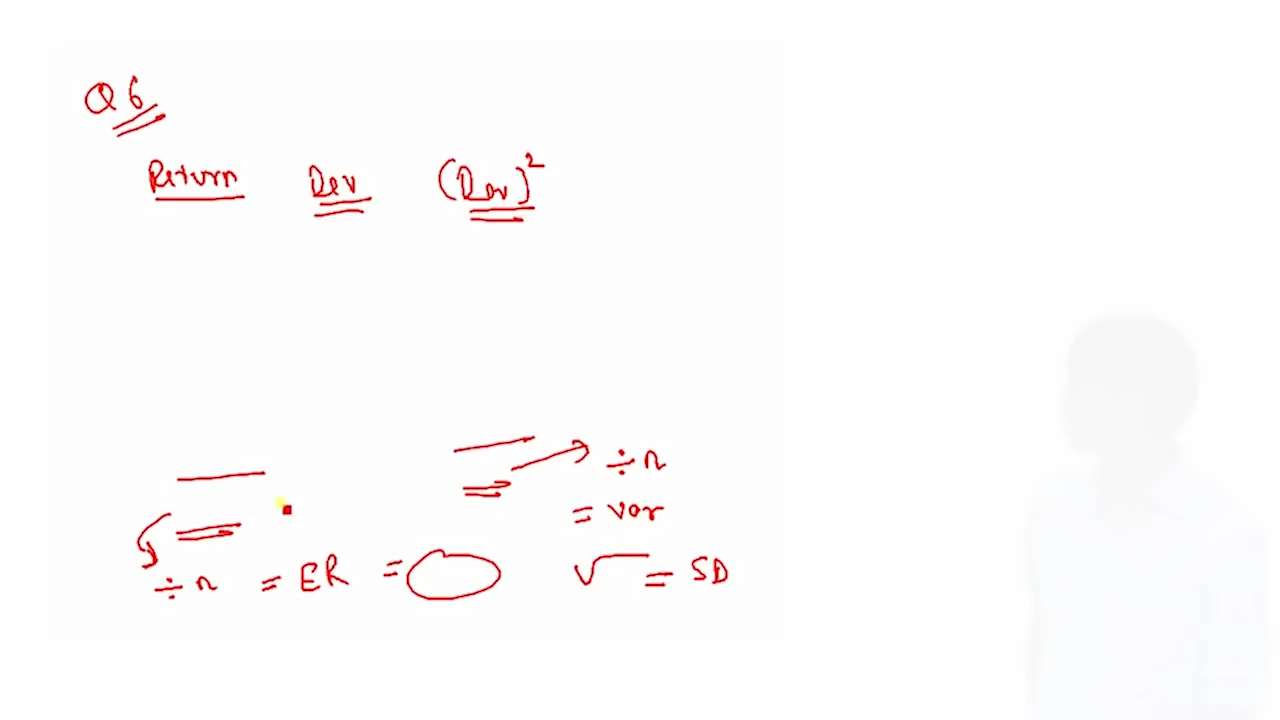 Q6
Return Dev (Dev)²
÷ n
= var
÷ n = ER = √ = SD